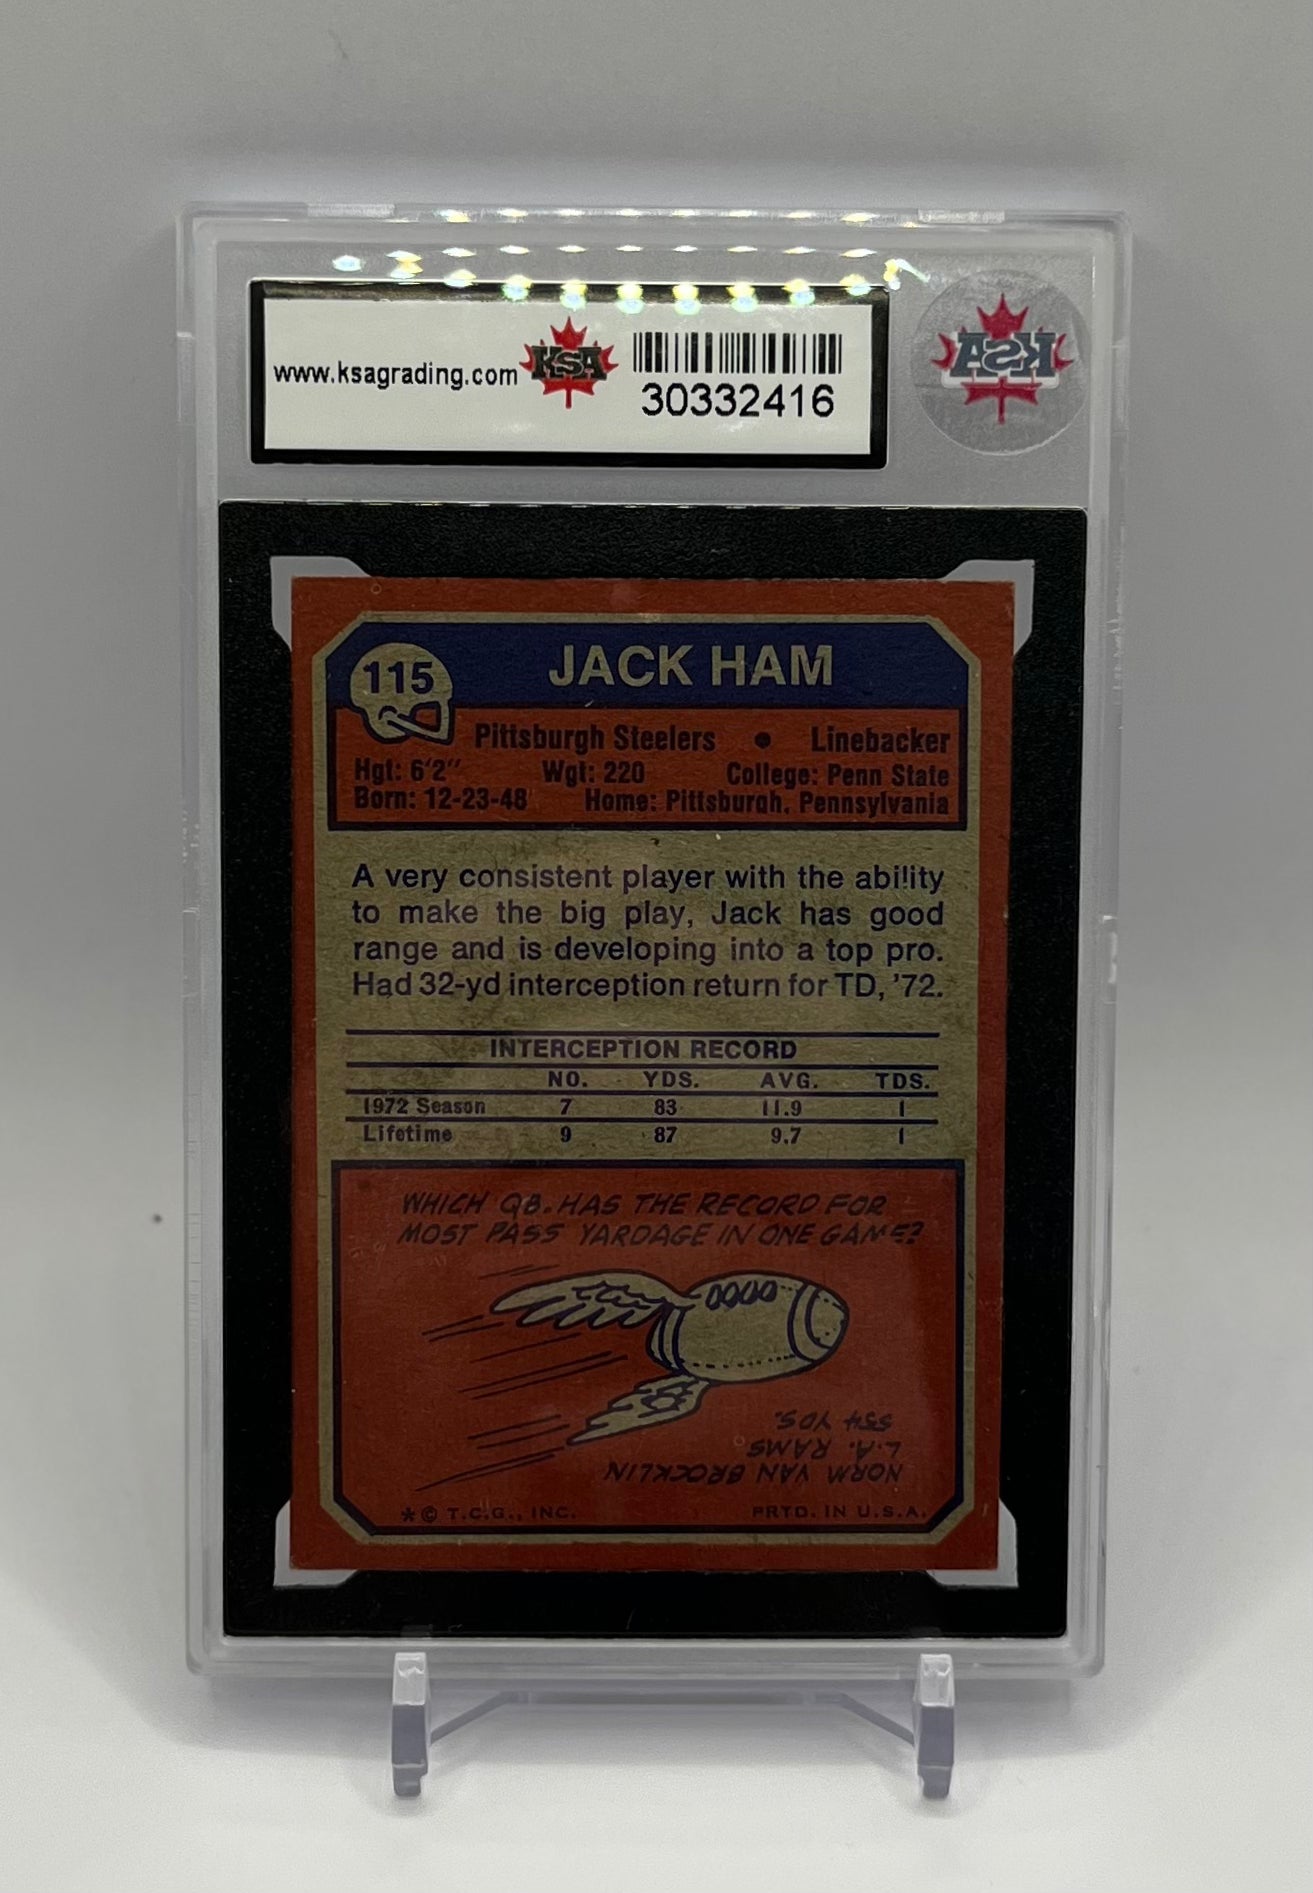 www.ksagrading.com
KSA
30332416
KSA
115
JACK HAM
Pittsburgh Steelers • Linebacker
Hgt: 6'2" Wgt: 220 College: Penn State
Born: 12-23-48 Home: Pittsburgh, Pennsylvania
A very consistent player with the ability
to make the big play, Jack has good
range and is developing into a top pro.
Had 32-yd interception return for TD, '72.
INTERCEPTION RECORD
NO. YDS. AVG. TDS.
1972 Season 7 83 11.9 1
Lifetime 9 87 9.7 1
WHICH QB. HAS THE RECORD FOR
MOST PASS YARDAGE IN ONE GAME?
NORM VAN BROCKLIN
L.A. RAMS
554 YDS.
* © T.C.G., INC. PRTD. IN U.S.A.